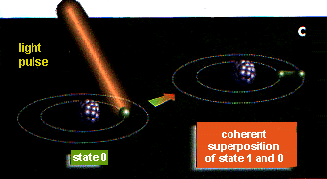 C
light
pulse
state 0
coherent
superposition
of state 1 and 0